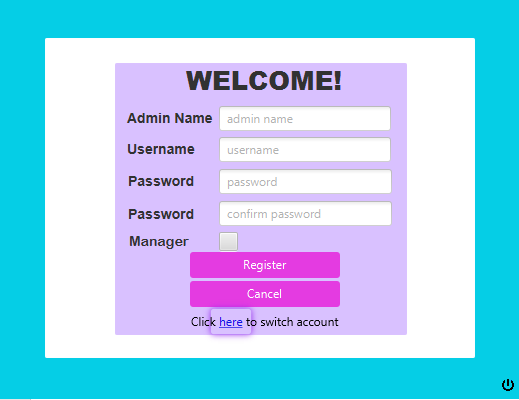 WELCOME!
Admin Name admin name
Username username
Password password
Password confirm password
Manager
Register
Cancel
Click here to switch account